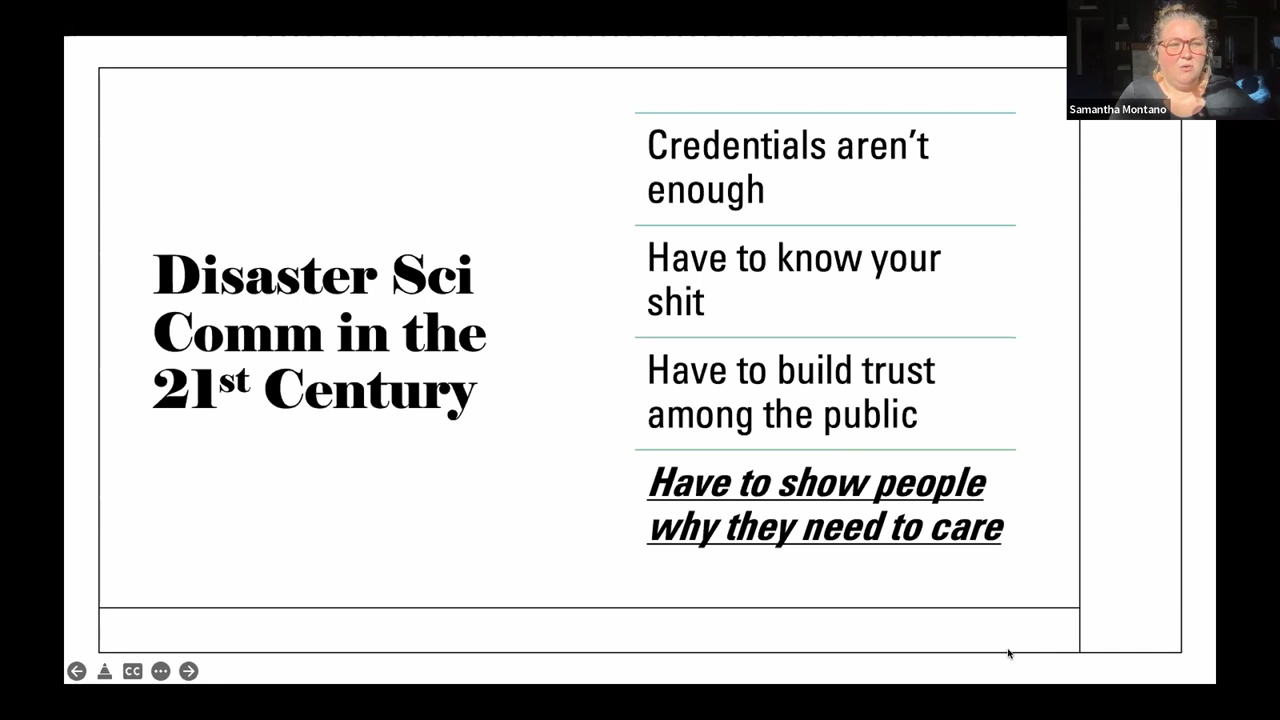 Samantha Montano
Disaster Sci
Comm in the
21st Century
Credentials aren’t
enough
Have to know your
shit
Have to build trust
among the public
Have to show people
why they need to care
CC